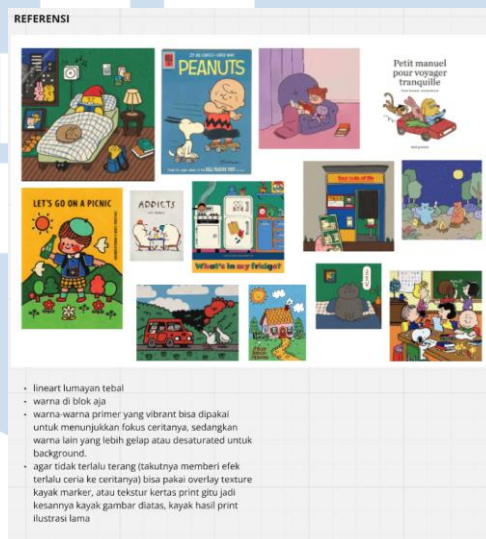 REFERENSI
PEANUTS
Petit manuel
pour voyager
tranquille
LET'S GO ON A PICNIC
ADDICTS
What's in my fridge?
• lineart lumayan tebal
• warna di blok aja
• warna-warna primer yang vibrant bisa dipakai
untuk menunjukkan fokus ceritanya, sedangkan
warna lain yang lebih gelap atau desaturated untuk
background.
• agar tidak terlalu terang (takutnya memberi efek
terlalu ceria ke ceritanya) bisa pakai overlay texture
kayak marker, atau tekstur kertas print gitu jadi
kesannya kayak gambar diatas, kayak hasil print
ilustrasi lama